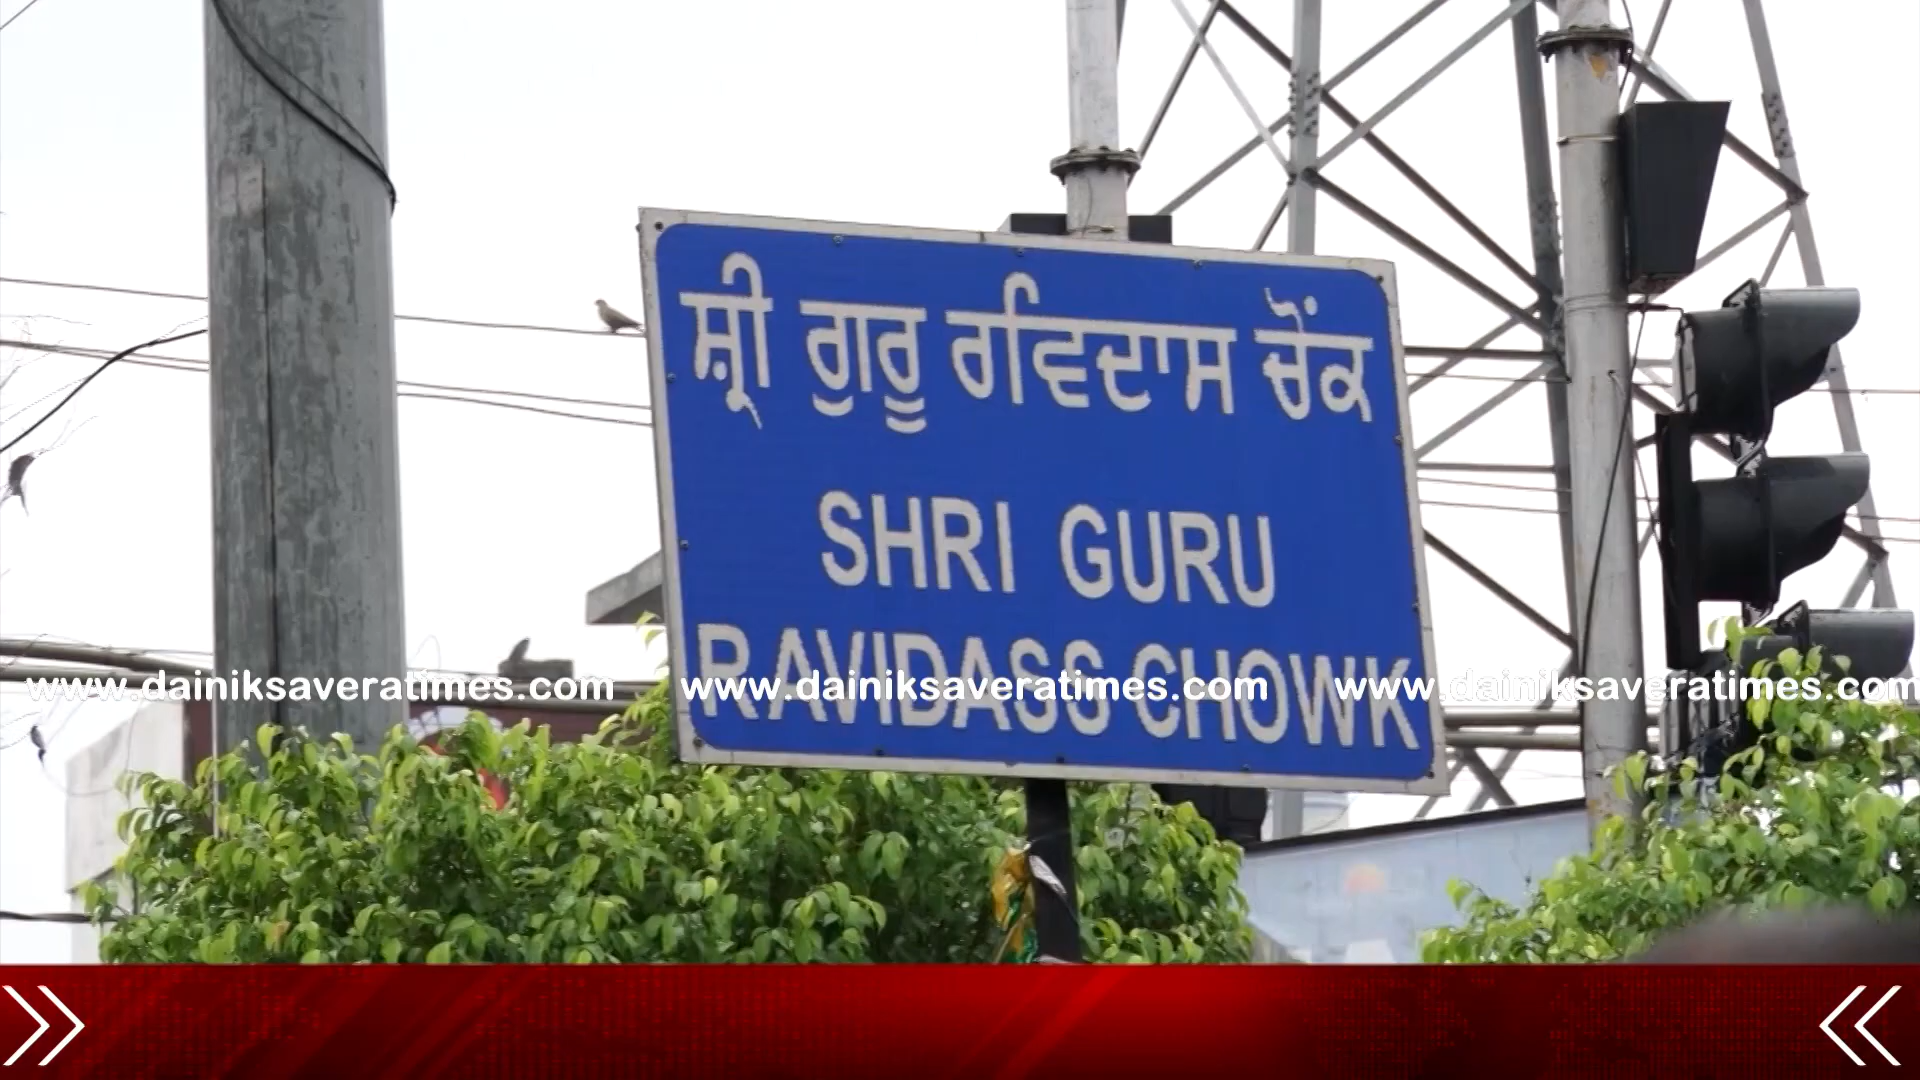 ਸ਼੍ਰੀ ਗੁਰੂ ਰਵਿਦਾਸ ਚੌਂਕ
SHRI GURU
RAVIDASS CHOWK
www.dainiksaveratimes.com www.dainiksaveratimes.com www.dainiksaveratimes.com